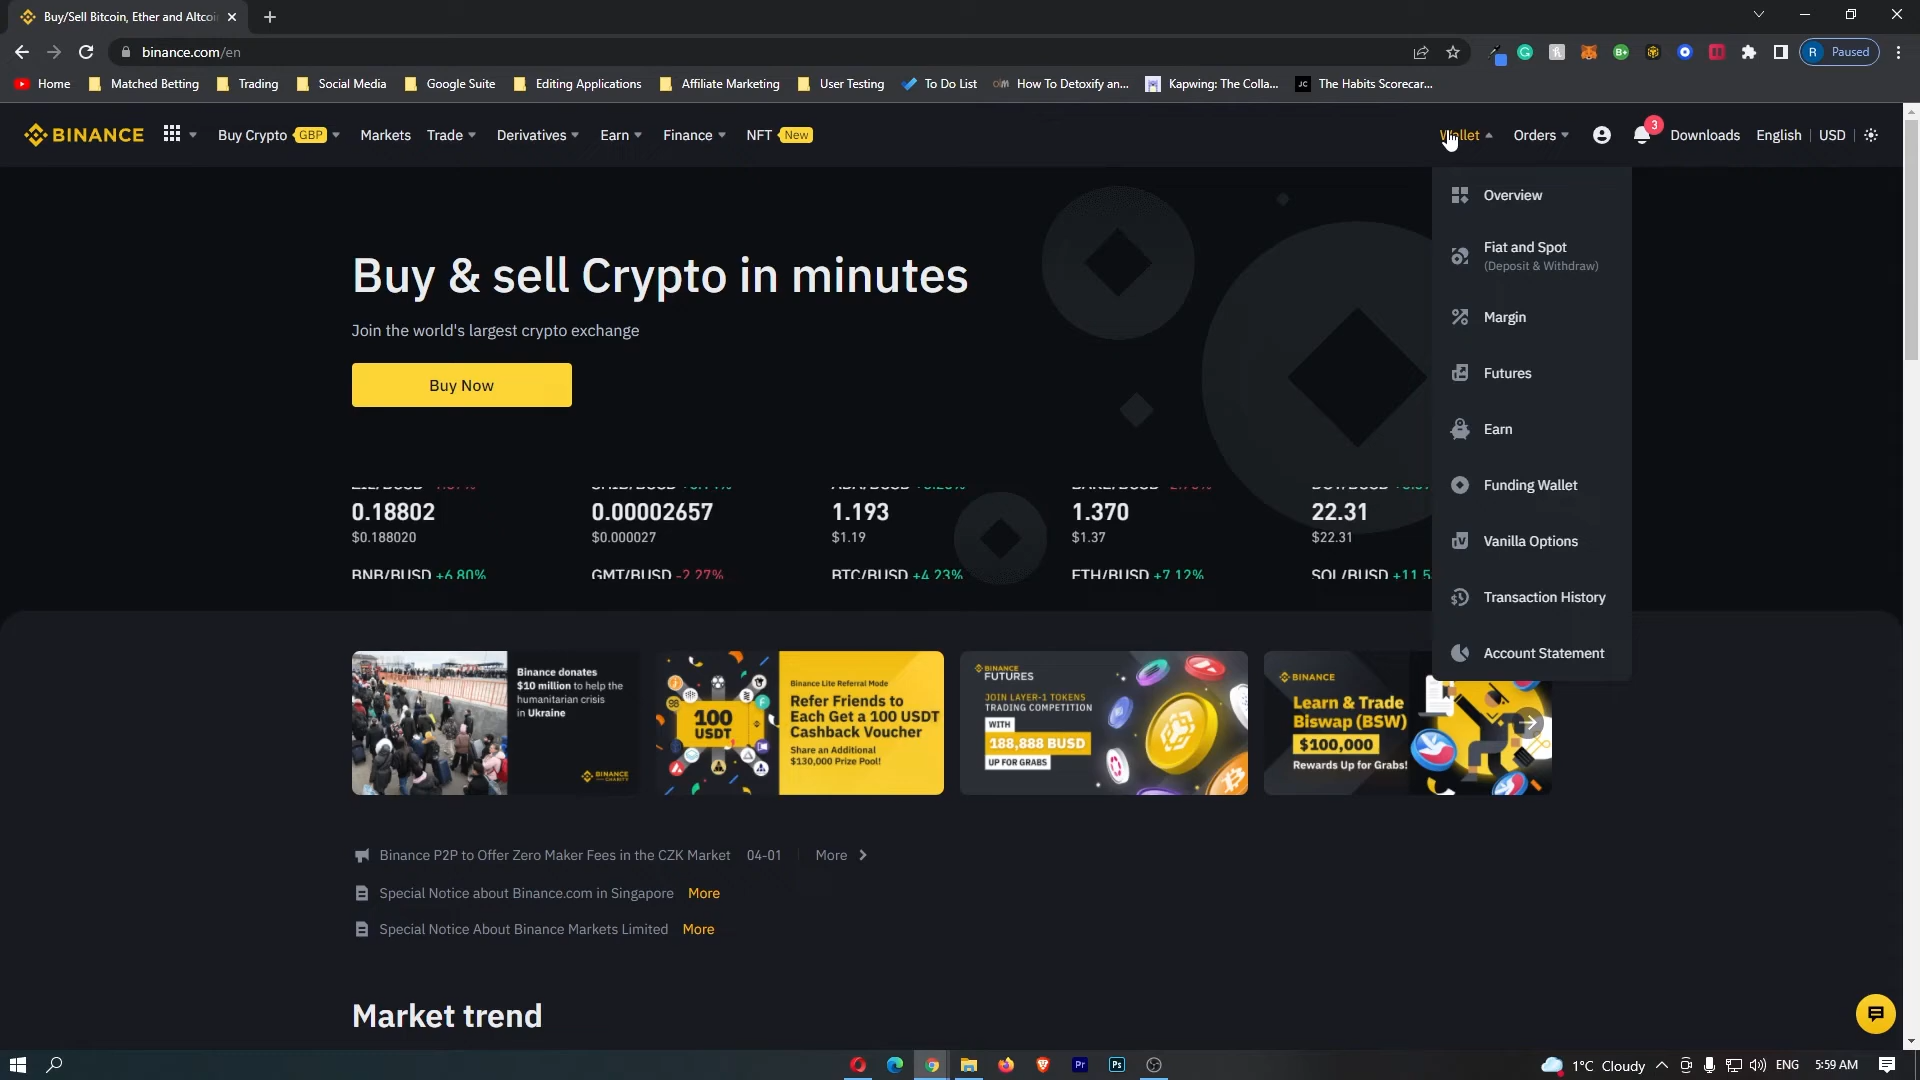 Buy/Sell Bitcoin, Ether and Altcoi
binance.com/en
R Paused
Home
Matched Betting
Trading
Social Media
Google Suite
Editing Applications
Affiliate Marketing
User Testing
To Do List
How To Detoxify an...
Kapwing: The Colla...
JC The Habits Scorecar...
BINANCE
Buy Crypto GBP
Markets
Trade
Derivatives
Earn
Finance
NFT New
Wallet
Orders
3
Downloads
English
USD
Overview
Fiat and Spot
(Deposit & Withdraw)
Margin
Futures
Earn
Funding Wallet
Vanilla Options
Transaction History
Account Statement
Buy & sell Crypto in minutes
Join the world's largest crypto exchange
Buy Now
0.18802
$0.188020
0.00002657
$0.000027
1.193
$1.19
1.370
$1.37
22.31
$22.31
BNB/BUSD +6.80%
GMT/BUSD -2.27%
BTC/BUSD +4.23%
ETH/BUSD +7.12%
SOL/BUSD +11.5
Binance donates
$10 million to help the
humanitarian crisis
in Ukraine
BINANCE
100
USDT
Binance Lite Referral Mode
Refer Friends to
Each Get a 100 USDT
Cashback Voucher
Share an Additional
$130,000 Prize Pool!
BINANCE
FUTURES
JOIN LAYER-1 TOKENS
TRADING COMPETITION
WITH
188,888 BUSD
UP FOR GRABS
BINANCE
Learn & Trade
Biswap (BSW)
$100,000
Rewards Up for Grabs!
Binance P2P to Offer Zero Maker Fees in the CZK Market 04-01 More
Special Notice about Binance.com in Singapore More
Special Notice About Binance Markets Limited More
Market trend
Pr
Ps
1°C Cloudy
ENG
5:59 AM